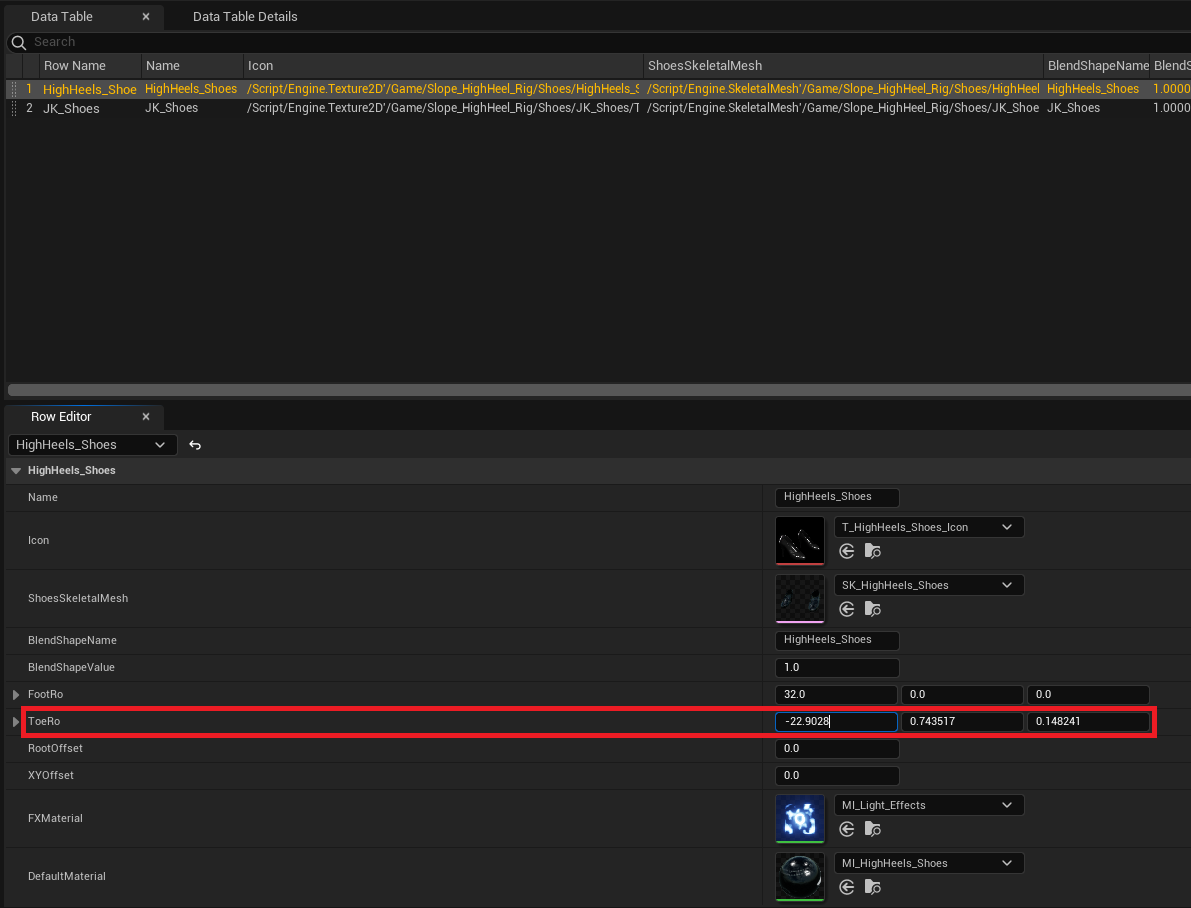 Data Table
Data Table Details
Search
Row Name Name Icon ShoesSkeletalMesh BlendShapeName BlendS
1 HighHeels_Shoe HighHeels_Shoes /Script/Engine.Texture2D'/Game/Slope_HighHeel_Rig/Shoes/HighHeels_S /Script/Engine.SkeletalMesh'/Game/Slope_HighHeel_Rig/Shoes/HighHeel HighHeels_Shoes 1.0000
2 JK_Shoes JK_Shoes /Script/Engine.Texture2D'/Game/Slope_HighHeel_Rig/Shoes/JK_Shoes/T /Script/Engine.SkeletalMesh'/Game/Slope_HighHeel_Rig/Shoes/JK_Shoe JK_Shoes 1.0000
Row Editor
HighHeels_Shoes
HighHeels_Shoes
Name HighHeels_Shoes
Icon T_HighHeels_Shoes_Icon
ShoesSkeletalMesh SK_HighHeels_Shoes
BlendShapeName HighHeels_Shoes
BlendShapeValue 1.0
FootRo 32.0 0.0 0.0
ToeRo -22.9028 0.743517 0.148241
RootOffset 0.0
XYOffset 0.0
FXMaterial MI_Light_Effects
DefaultMaterial MI_HighHeels_Shoes